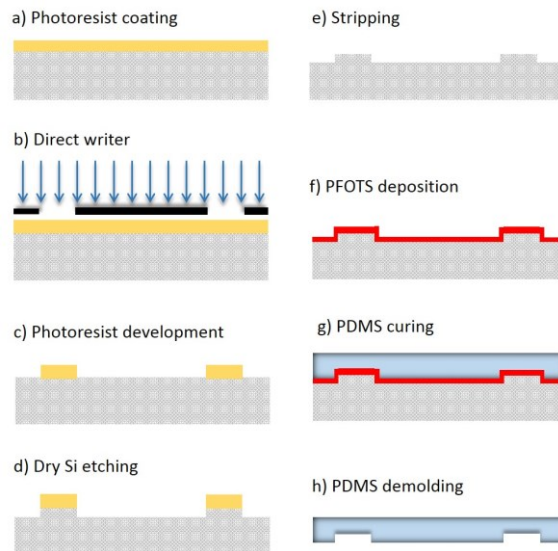 a) Photoresist coating
b) Direct writer
c) Photoresist development
d) Dry Si etching
e) Stripping
f) PFOTS deposition
g) PDMS curing
h) PDMS demolding